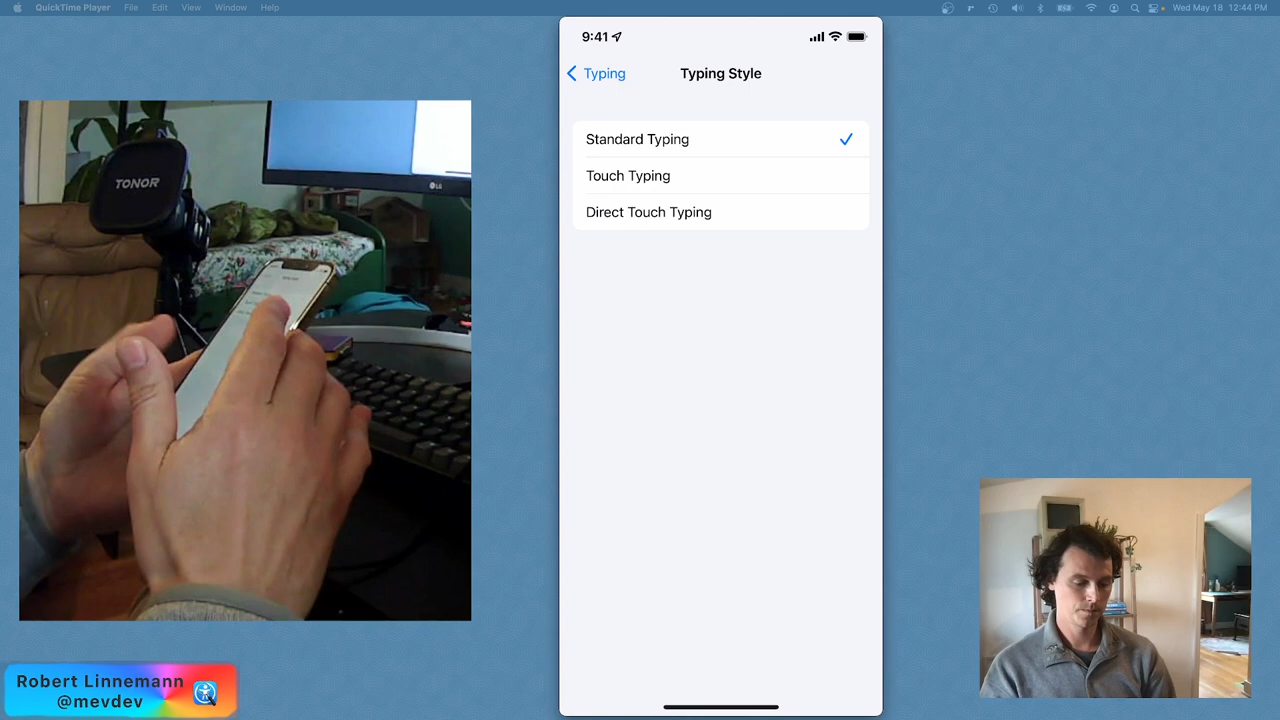 QuickTime Player File Edit View Window Help
Wed May 18 12:44 PM
9:41
Typing
Typing Style
Standard Typing
Touch Typing
Direct Touch Typing
TONOR
LG
Robert Linnemann
@mevdev